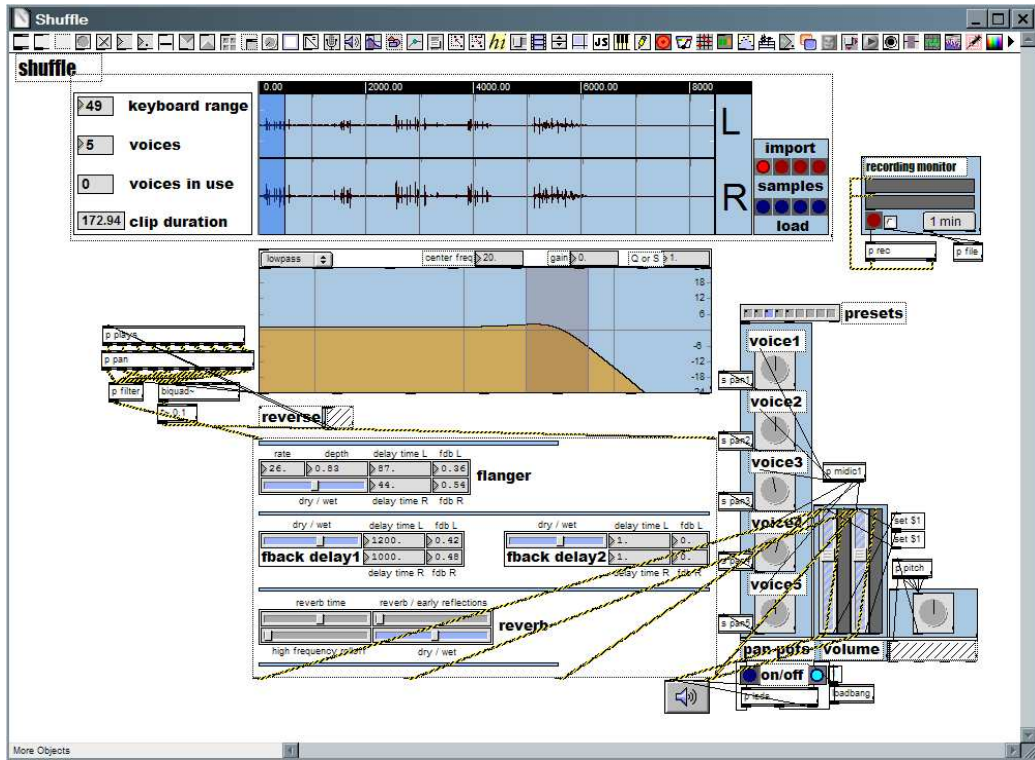 Shuffle
hi
JS
shuffle
49 keyboard range
5 voices
0 voices in use
172.94 clip duration
0.00 2000.00 4000.00 6000.00 8000
L
R
import
samples
load
recording monitor
1 min
p rec
p file
lowpass
center freq 20.
gain 0.
Q or S 1.
18
12
6
-6
-12
-18
-24
p plays
p pan
p filter
biquad~
reverse
presets
voice1
voice2
voice3
voice4
voice5
s pan1
s pan2
s pan3
s pan5
p midic1
set $1
set $1
p pitch
rate depth delay time L fdb L
26. 0.83 87. 0.36
44. 0.54
flanger
dry / wet delay time R fdb R
dry / wet delay time L fdb L
1200. 0.42
fback delay1 1000. 0.48
delay time R fdb R
dry / wet delay time L fdb L
1. 0.
fback delay2 1. 0.
delay time R fdb R
reverb time reverb / early reflections
reverb
high frequency rolloff dry / wet
pan pots volume
on/off
loadbang
More Objects